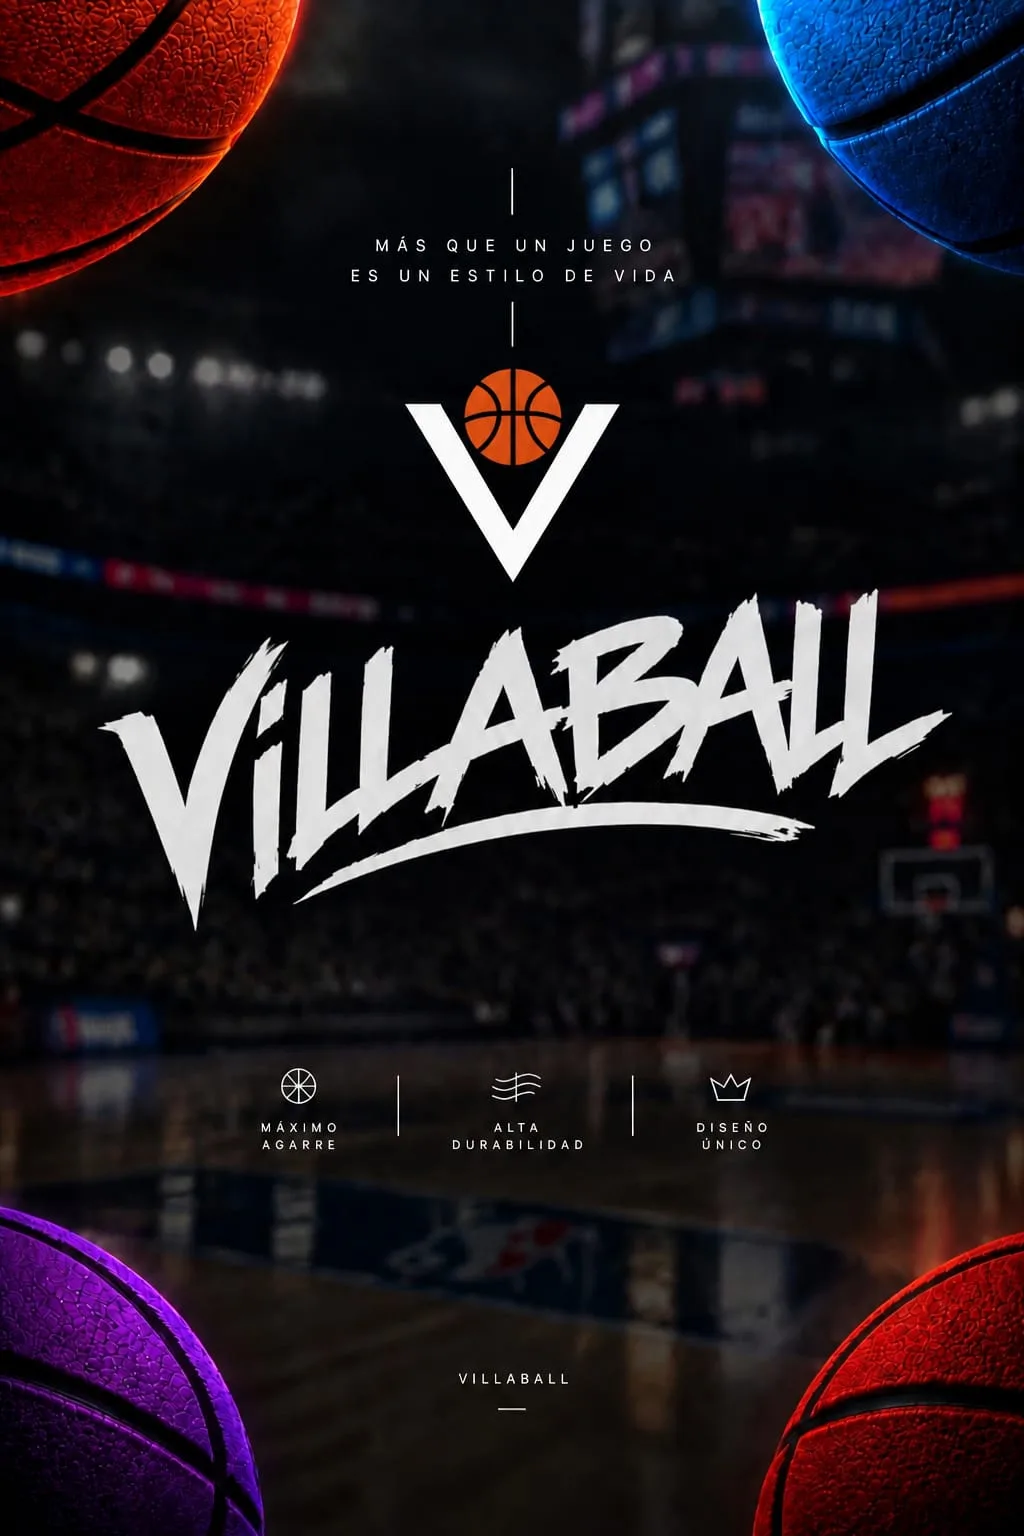 MÁS QUE UN JUEGO
ES UN ESTILO DE VIDA
VILLABALL
MÁXIMO
AGARRE
ALTA
DURABILIDAD
DISEÑO
ÚNICO
VILLABALL